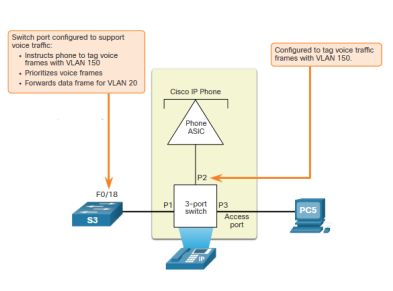 Switch port configured to support
voice traffic:
• Instructs phone to tag voice
frames with VLAN 150
• Prioritizes voice frames
• Forwards data frame for VLAN 20
Configured to tag voice traffic
frames with VLAN 150.
Cisco IP Phone
Phone
ASIC
P2
F0/18
P1
3-port
switch
P3
Access
port
S3
PC5
IP